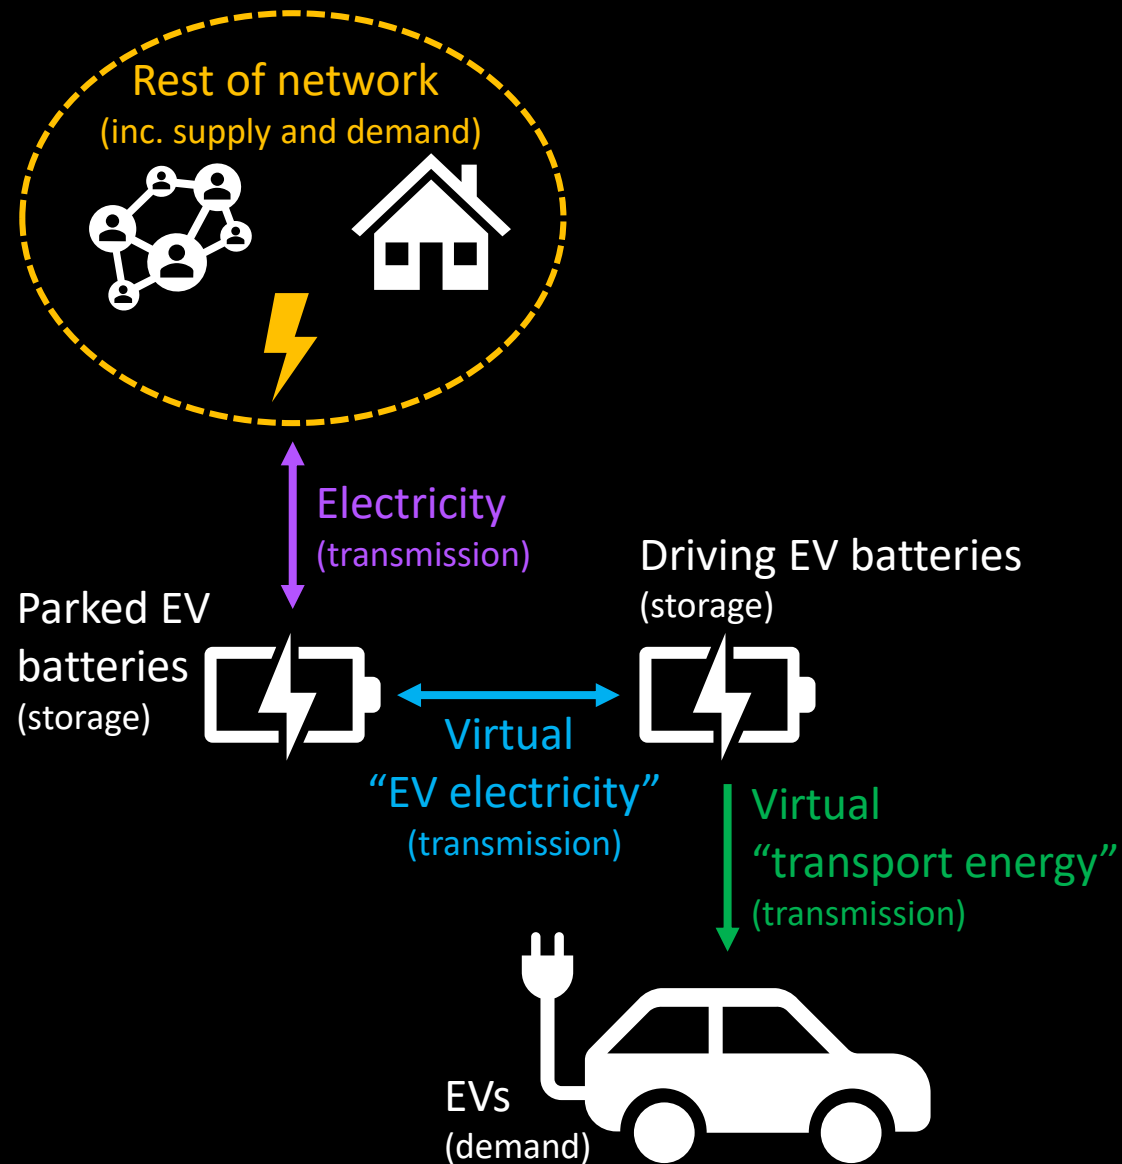 Rest of network
(inc. supply and demand)
Electricity
(transmission)
Parked EV
batteries
(storage)
Driving EV batteries
(storage)
Virtual
“EV electricity”
(transmission)
Virtual
“transport energy”
(transmission)
EVs
(demand)